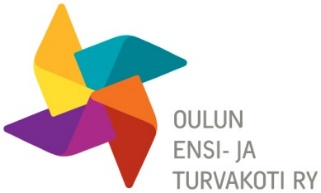 OULUN
ENSI- JA
TURVAKOTI RY